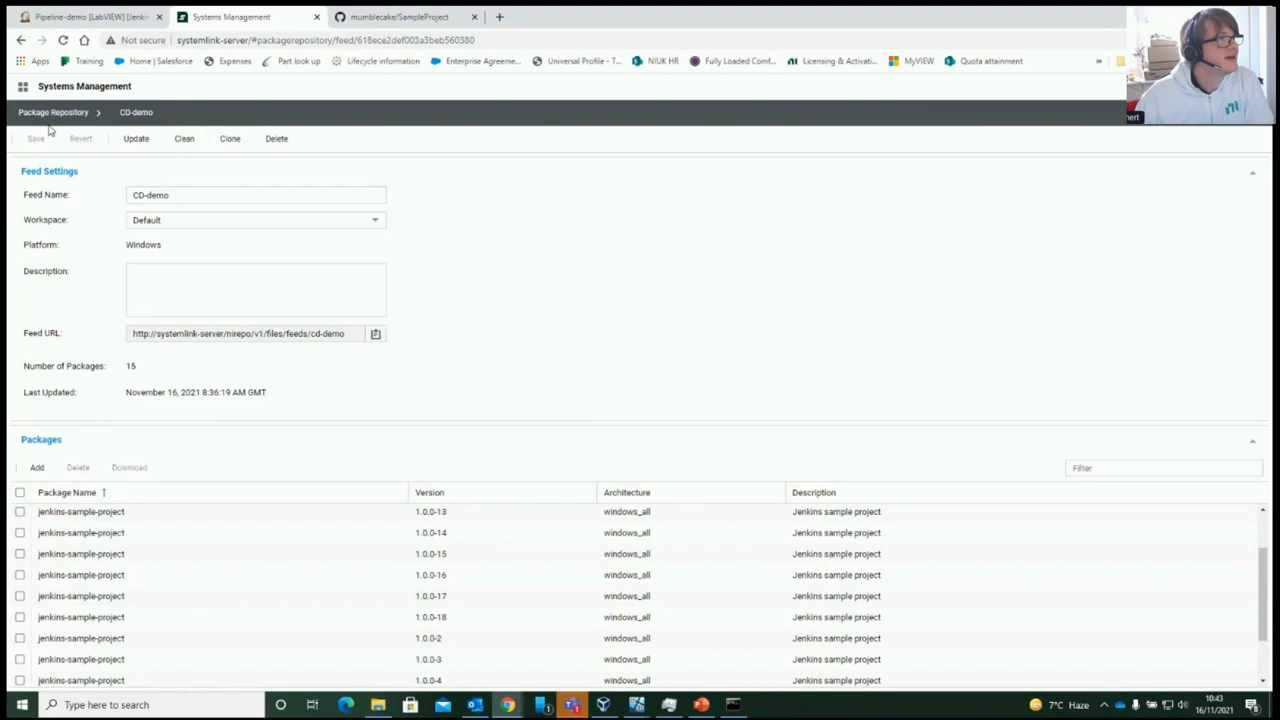 Pipeline-demo [LabVIEW] [Jenki
Systems Management
mumblecake/SampleProject
Not secure
systemlink-server/#packagerepository/feed/618ece2def003a3beb560380
Apps
Training
Home | Salesforce
Expenses
Part look up
Lifecycle information
Enterprise Agreeme...
Universal Profile - T...
NIUK HR
Fully Loaded Comf...
Licensing & Activati...
MyVIEW
Quota attainment
»
Systems Management
Package Repository
CD-demo
Save
Revert
Update
Clean
Clone
Delete
Feed Settings
Feed Name:
CD-demo
Workspace:
Default
Platform:
Windows
Description:
Feed URL:
http://systemlink-server/nirepo/v1/files/feeds/cd-demo
Number of Packages:
15
Last Updated:
November 16, 2021 8:36:19 AM GMT
Packages
Add
Delete
Download
Filter
Package Name
Version
Architecture
Description
jenkins-sample-project 1.0.0-13 windows_all Jenkins sample project
jenkins-sample-project 1.0.0-14 windows_all Jenkins sample project
jenkins-sample-project 1.0.0-15 windows_all Jenkins sample project
jenkins-sample-project 1.0.0-16 windows_all Jenkins sample project
jenkins-sample-project 1.0.0-17 windows_all Jenkins sample project
jenkins-sample-project 1.0.0-18 windows_all Jenkins sample project
jenkins-sample-project 1.0.0-2 windows_all Jenkins sample project
jenkins-sample-project 1.0.0-3 windows_all Jenkins sample project
jenkins-sample-project 1.0.0-4 windows_all Jenkins sample project
Type here to search
7°C Haze
10:43
16/11/2021